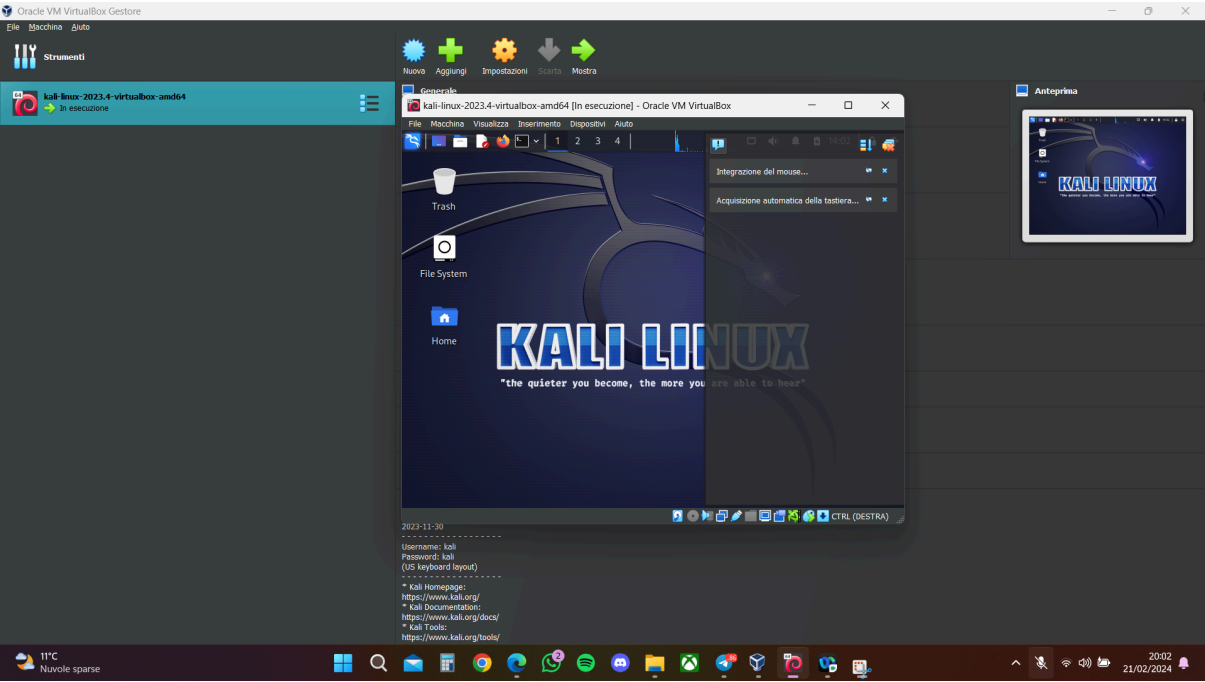 Oracle VM VirtualBox Gestore
File Macchina Aiuto
Strumenti
Nuova Aggiungi Impostazioni Scarta Mostra
kali-linux-2023.4-virtualbox-amd64
In esecuzione
Generale
Anteprima
kali-linux-2023.4-virtualbox-amd64 [In esecuzione] - Oracle VM VirtualBox
File Macchina Visualizza Inserimento Dispositivi Aiuto
1 2 3 4 14:02
Integrazione del mouse...
Acquisizione automatica della tastiera...
Trash
File System
Home
KALI LINUX
"the quieter you become, the more you are able to hear"
KALI LINUX
CTRL (DESTRA)
2023-11-30
------------------
Username: kali
Password: kali
(US keyboard layout)
------------------
* Kali Homepage:
https://www.kali.org/
* Kali Documentation:
https://www.kali.org/docs/
* Kali Tools:
https://www.kali.org/tools/
11°C
Nuvole sparse
20:02
21/02/2024